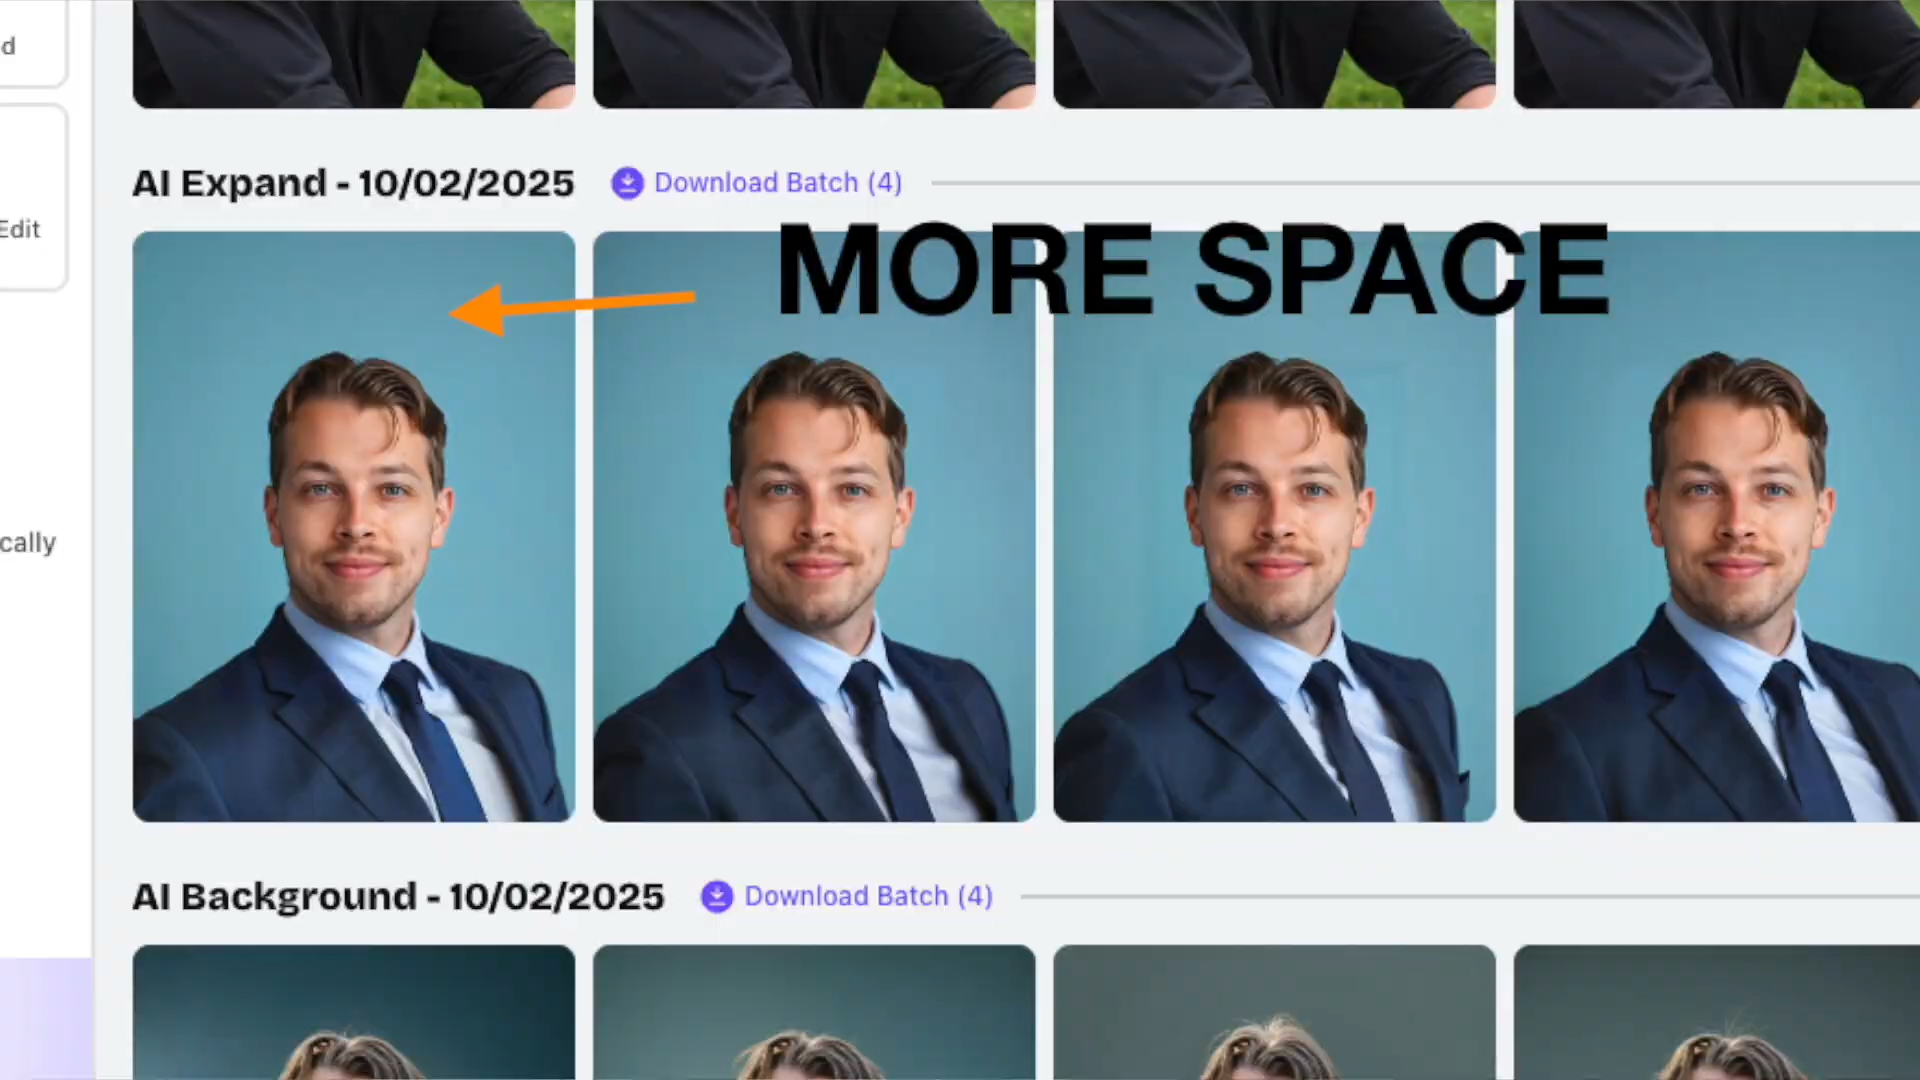 d
AI Expand - 10/02/2025
Download Batch (4)
Edit
MORE SPACE
cally
AI Background - 10/02/2025
Download Batch (4)